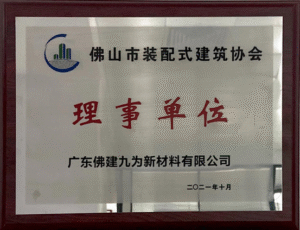 佛山市装配式建筑协会
理事单位
广东佛建九为新材料有限公司
二〇二一年十月